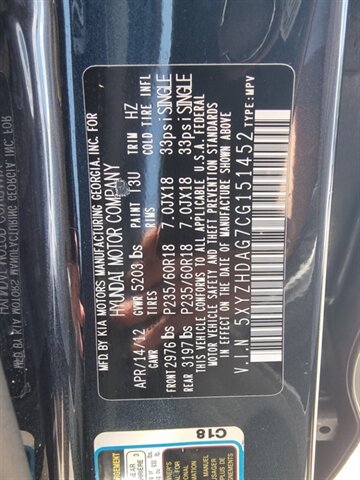 MFD BY KIA MOTORS MANUFACTURING GEORGIA, INC. FOR
HYUNDAI MOTOR COMPANY
APR/14/12 GVWR 5203 lbs PAINT T3U TRIM HZ
GAWR TIRES RIMS COLD TIRE INFL
FRONT 2976 lbs P235/60R18 7.0JX18 33psi SINGLE
REAR 3197 lbs P235/60R18 7.0JX18 33psi SINGLE
THIS VEHICLE CONFORMS TO ALL APPLICABLE U.S.A. FEDERAL
MOTOR VEHICLE SAFETY AND THEFT PREVENTION STANDARDS
IN EFFECT ON THE DATE OF MANUFACTURE SHOWN ABOVE.
V.I.N 5XYZHDAG7CG151452 TYPE:MPV
C18